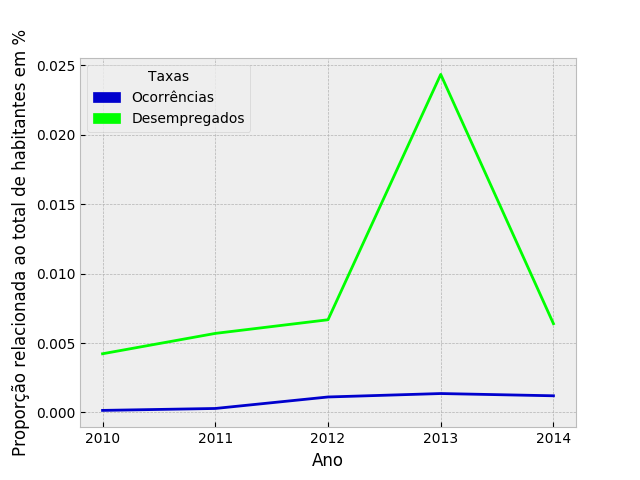 Proporção relacionada ao total de habitantes em %
0.025
0.020
0.015
0.010
0.005
0.000
Taxas
Ocorrências
Desempregados
2010 2011 2012 2013 2014
Ano